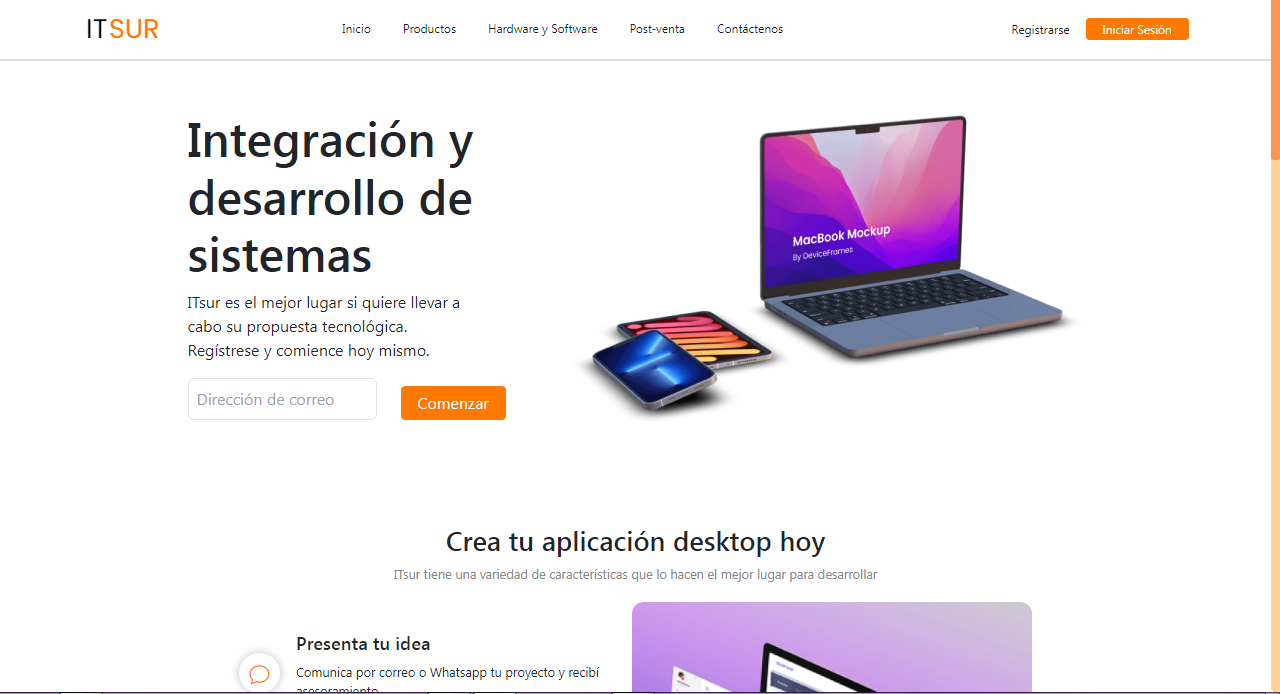 ITSUR
Inicio
Productos
Hardware y Software
Post-venta
Contáctenos
Registrarse
Iniciar Sesión
Integración y
desarrollo de
sistemas
ITsur es el mejor lugar si quiere llevar a
cabo su propuesta tecnológica.
Regístrese y comience hoy mismo.
Dirección de correo
Comenzar
MacBook Mockup
By DeviceFrames
Crea tu aplicación desktop hoy
ITsur tiene una variedad de características que lo hacen el mejor lugar para desarrollar
Presenta tu idea
Comunica por correo o Whatsapp tu proyecto y recibí
asesoramiento